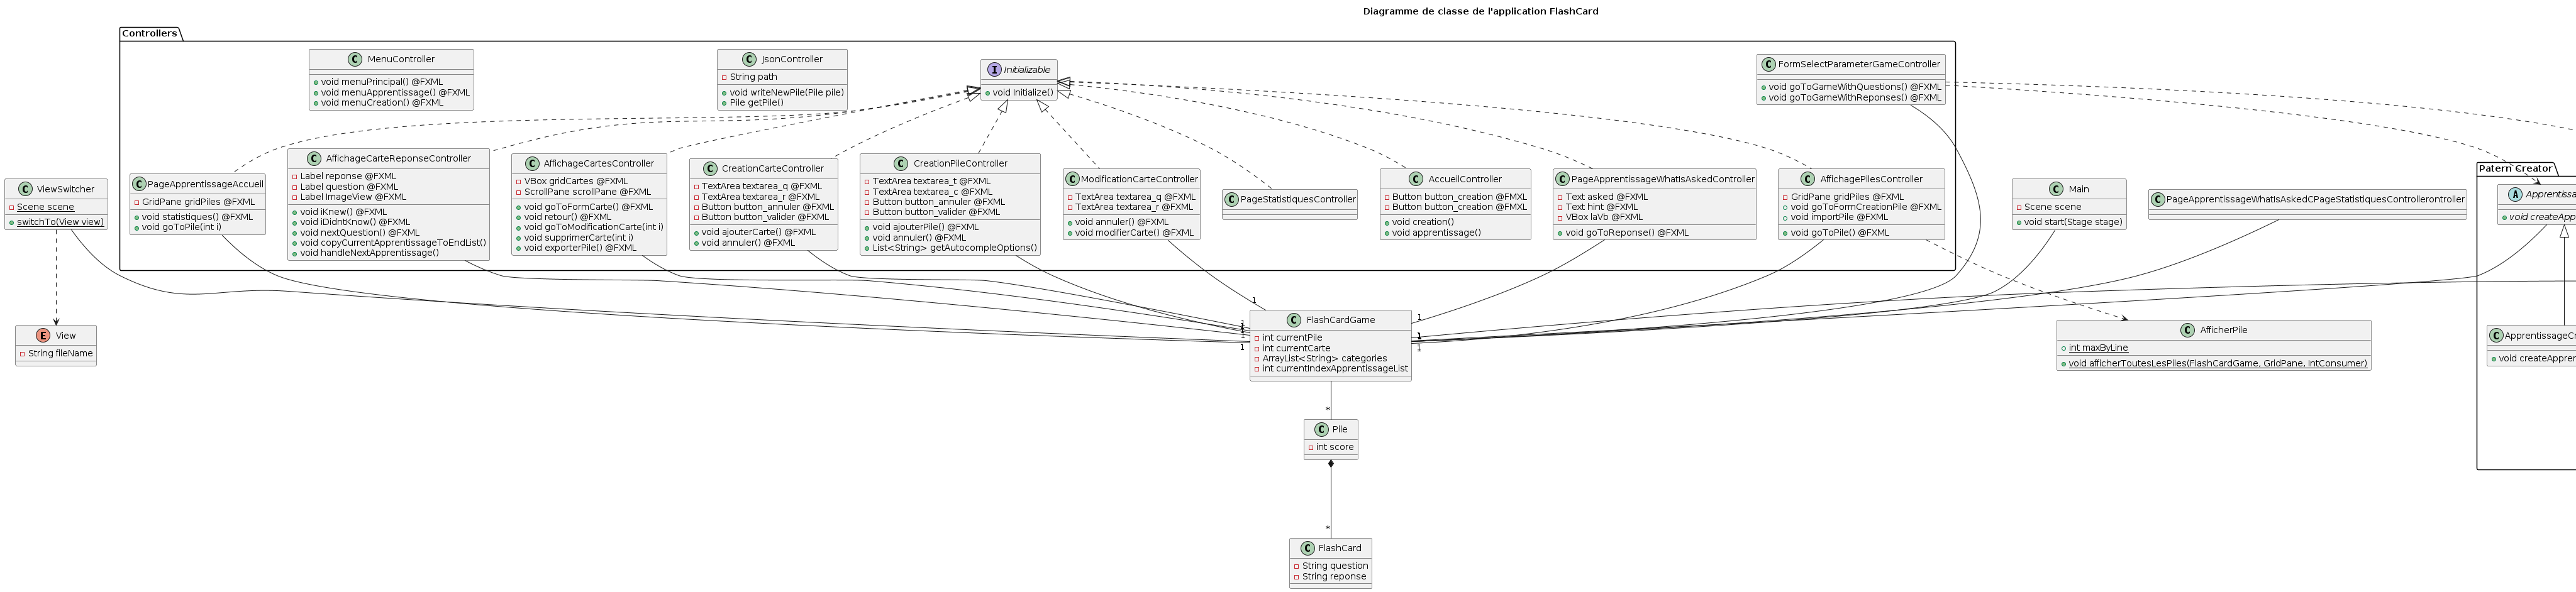 Diagramme de classe de l'application FlashCard
Controllers
MenuController
void menuPrincipal() @FXML
void menuApprentissage() @FXML
void menuCreation() @FXML
JsonController
String path
void writeNewPile(Pile pile)
Pile getPile()
Initializable
void Initialize()
FormSelectParameterGameController
void goToGameWithQuestions() @FXML
void goToGameWithReponses() @FXML
ViewSwitcher
Scene scene
switchTo(View view)
PageApprentissageAccueil
GridPane gridPiles @FXML
void statistiques() @FXML
void goToPile(int i)
AffichageCarteReponseController
Label reponse @FXML
Label question @FXML
Label ImageView @FXML
void iKnew() @FXML
void iDidntKnow() @FXML
void nextQuestion() @FXML
void copyCurrentApprentissageToEndList()
void handleNextApprentissage()
AffichageCartesController
VBox gridCartes @FXML
ScrollPane scrollPane @FXML
void goToFormCarte() @FXML
void retour() @FXML
void goToModificationCarte(int i)
void supprimerCarte(int i)
void exporterPile() @FXML
CreationCarteController
TextArea textarea_q @FXML
TextArea textarea_r @FXML
Button button_annuler @FXML
Button button_valider @FXML
void ajouterCarte() @FXML
void annuler() @FXML
CreationPileController
TextArea textarea_t @FXML
TextArea textarea_c @FXML
Button button_annuler @FXML
Button button_valider @FXML
void ajouterPile() @FXML
void annuler() @FXML
List<String> getAutocompleOptions()
ModificationCarteController
TextArea textarea_q @FXML
TextArea textarea_r @FXML
void annuler() @FXML
void modifierCarte() @FXML
PageStatistiquesController
AccueilController
Button button_creation @FMXL
Button button_creation @FMXL
void creation()
void apprentissage()
PageApprentissageWhatIsAskedController
Text asked @FXML
Text hint @FXML
VBox laVb @FXML
void goToReponse() @FXML
AffichagePilesController
GridPane gridPiles @FXML
void goToFormCreationPile @FXML
void importPile @FXML
void goToPile() @FXML
Main
Scene scene
void start(Stage stage)
PageApprentissageWhatIsAskedCPageStatistiquesControllerontroller
Patern Creator
Apprentissa
void createApp
View
String fileName
1
1
1
1
1
1
FlashCardGame
int currentPile
int currentCarte
ArrayList<String> categories
int currentIndexApprentissageList
AfficherPile
int maxByLine
void afficherToutesLesPiles(FlashCardGame, GridPane, IntConsumer)
ApprentissageCr
void createAppren
*
Pile
int score
*
FlashCard
String question
String reponse